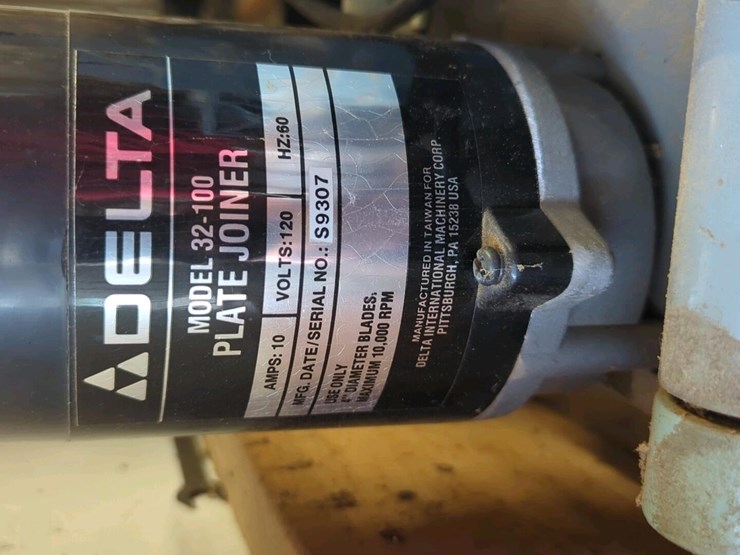 DELTA
MODEL 32-100
PLATE JOINER
AMPS: 10 VOLTS:120 HZ:60
MFG. DATE/SERIAL NO.: S9307
USE ONLY
4" DIAMETER BLADES,
MAXIMUM 10,000 RPM
MANUFACTURED IN TAIWAN FOR
DELTA INTERNATIONAL MACHINERY CORP.
PITTSBURGH, PA 15238 USA